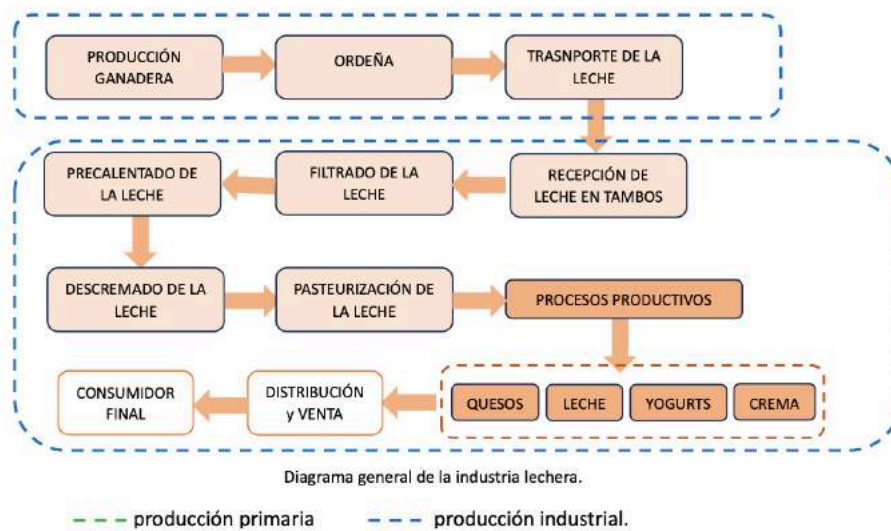 PRODUCCIÓN
GANADERA
ORDEÑA
TRASNPORTE DE LA
LECHE
PRECALENTADO DE
LA LECHE
FILTRADO DE LA
LECHE
RECEPCIÓN DE
LECHE EN TAMBOS
DESCREMADO DE LA
LECHE
PASTEURIZACIÓN DE
LA LECHE
PROCESOS PRODUCTIVOS
CONSUMIDOR
FINAL
DISTRIBUCIÓN
y VENTA
QUESOS
LECHE
YOGURTS
CREMA
Diagrama general de la industria lechera.
producción primaria
producción industrial.